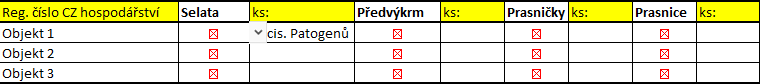 Reg. číslo CZ hospodářství Selata ks: Předvýkrm ks: Prasničky ks: Prasnice ks:
Objekt 1 cis. Patogenů
Objekt 2
Objekt 3